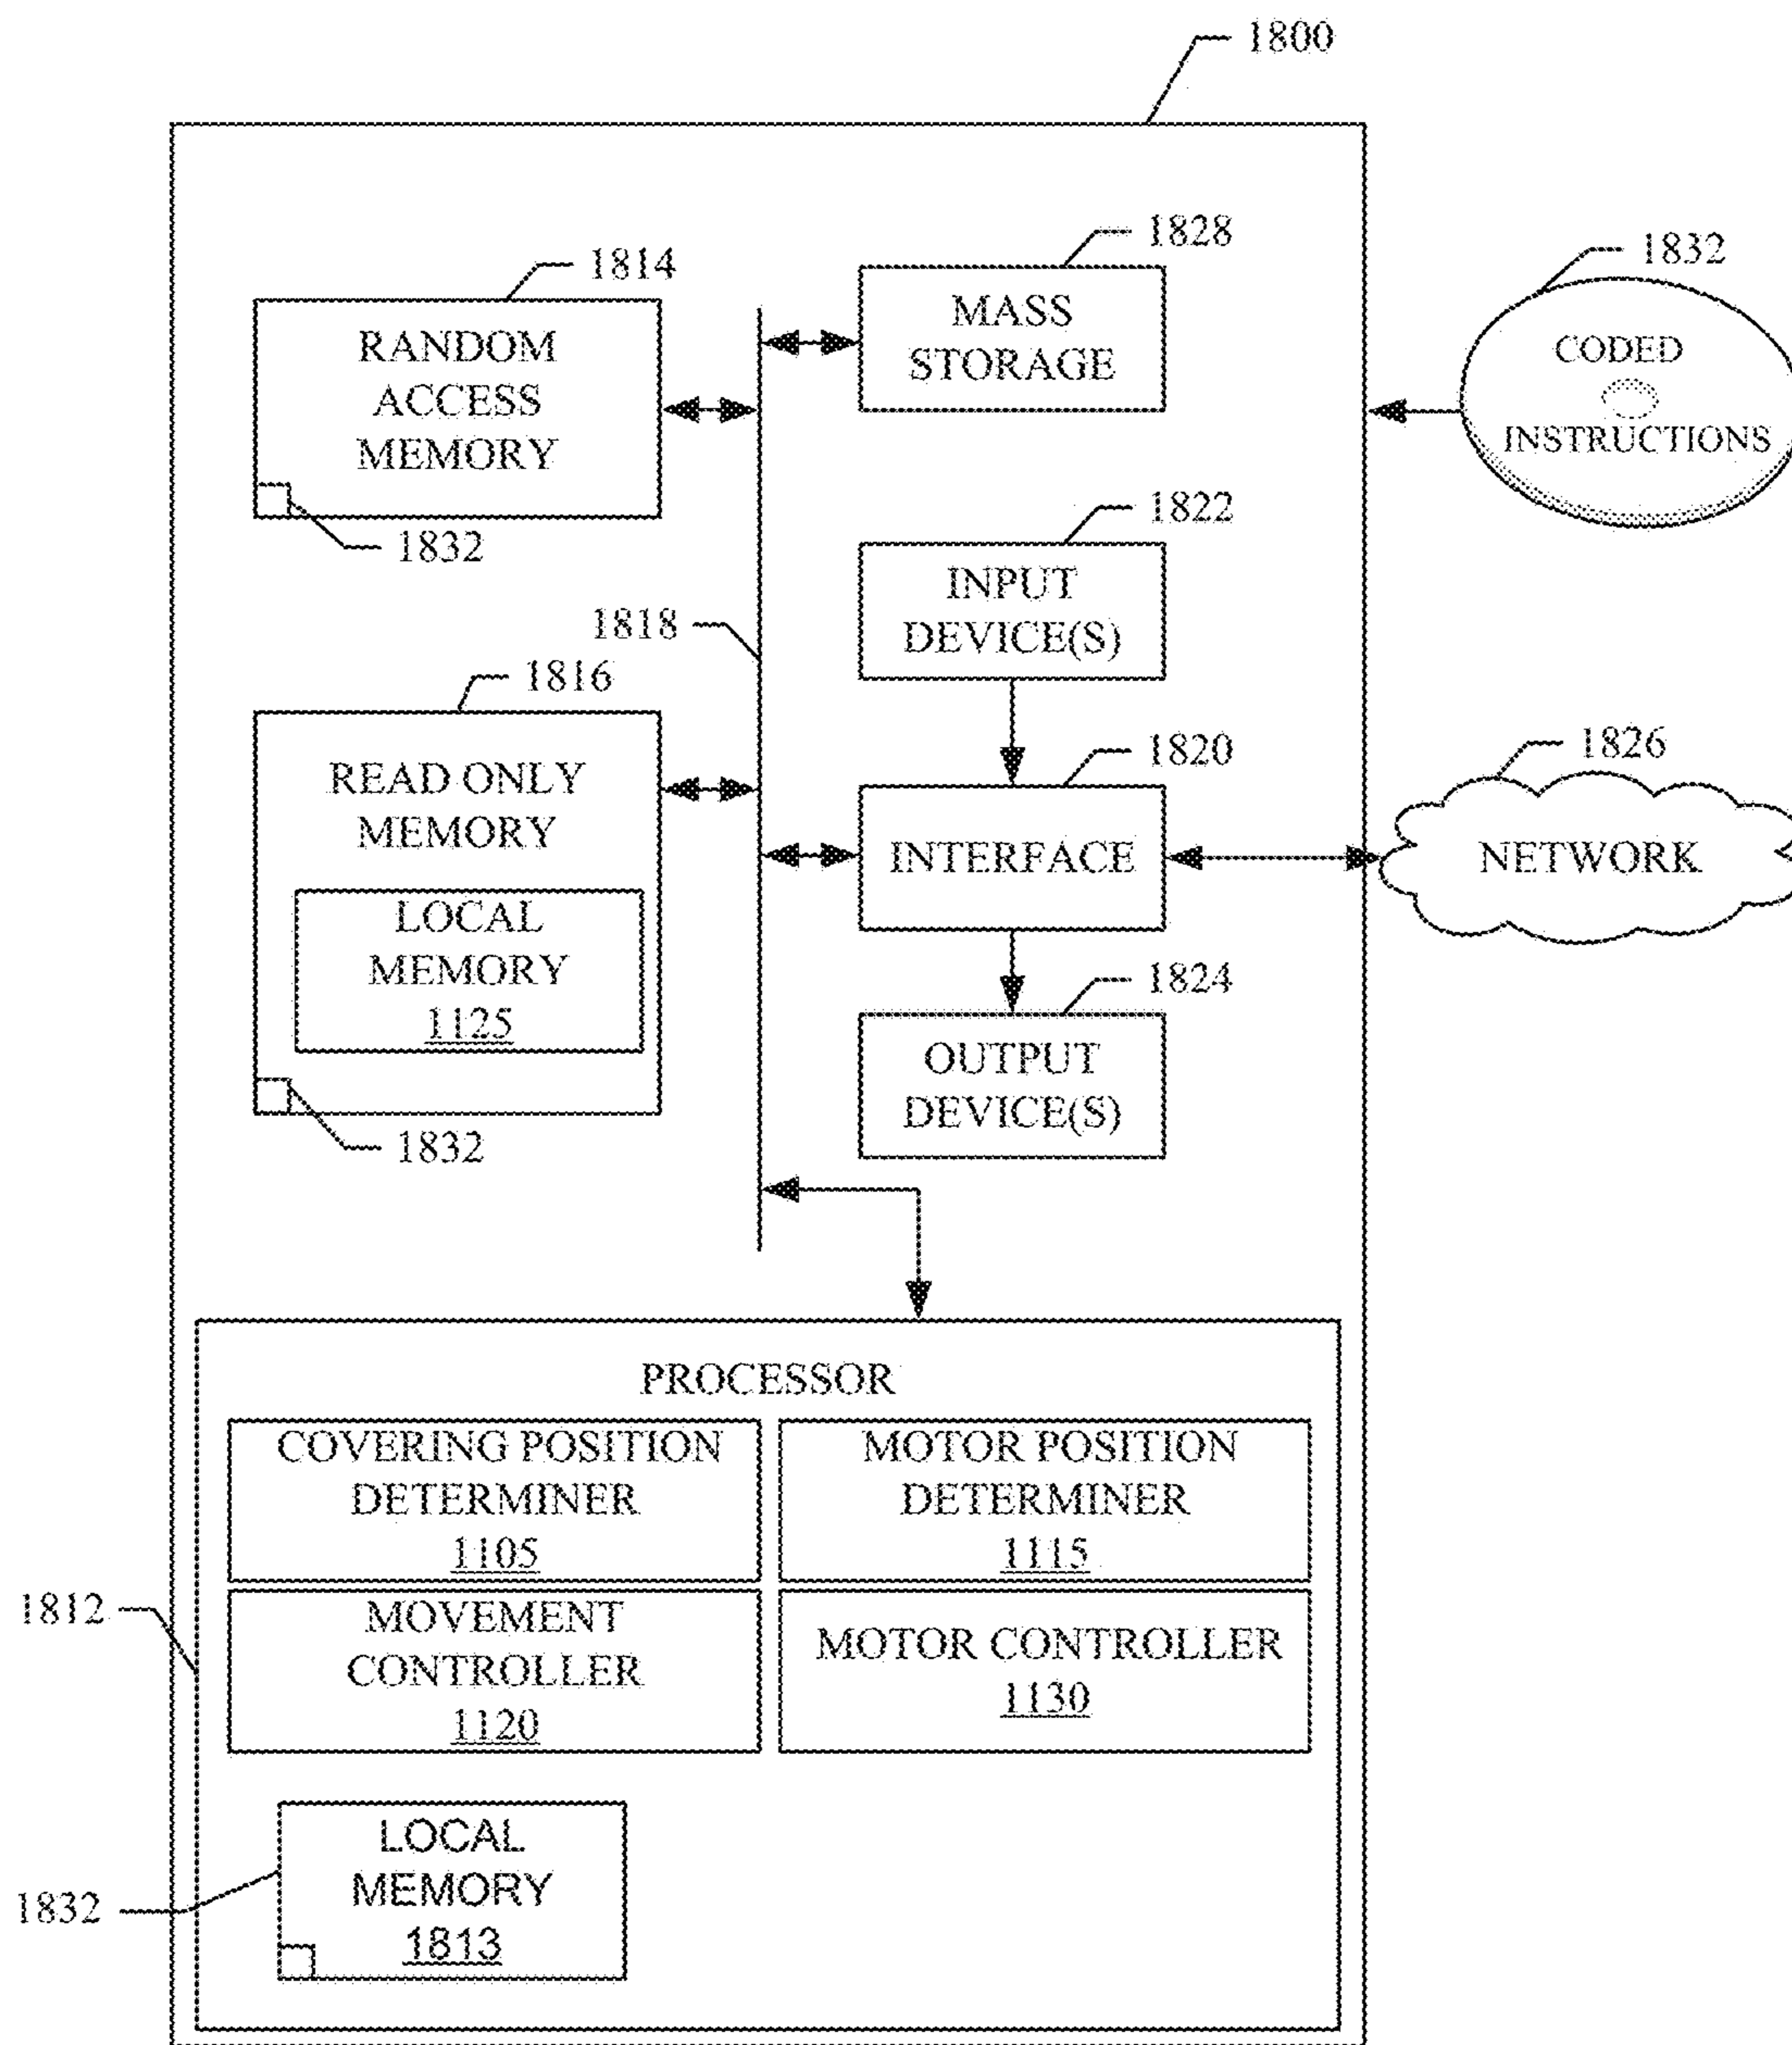 1800
1828
1814
1832
MASS
STORAGE
RANDOM
ACCESS
MEMORY
CODED
INSTRUCTIONS
1832
1822
INPUT
DEVICE(S)
1818
1816
1820
1826
READ ONLY
MEMORY
INTERFACE
NETWORK
LOCAL
MEMORY
1125
1824
OUTPUT
DEVICE(S)
1832
PROCESSOR
COVERING POSITION
DETERMINER
1105
MOTOR POSITION
DETERMINER
1115
1812
MOVEMENT
CONTROLLER
1120
MOTOR CONTROLLER
1130
LOCAL
MEMORY
1813
1832